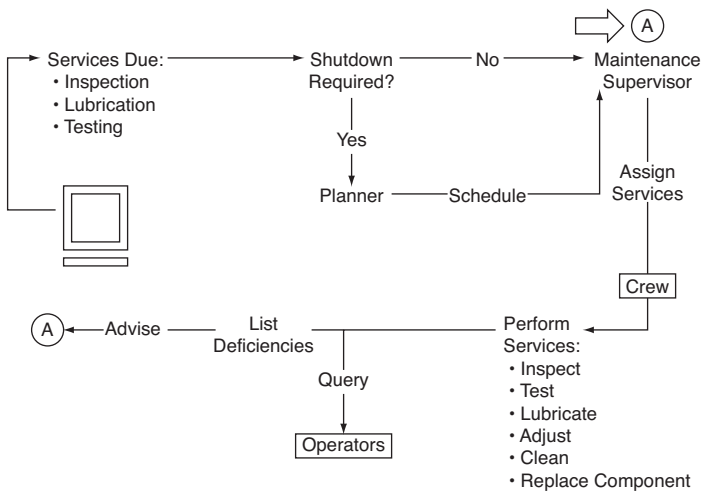 A
Services Due:
• Inspection
• Lubrication
• Testing
Shutdown
Required?
No
Maintenance
Supervisor
Yes
Planner
Schedule
Assign
Services
Crew
A
Advise
List
Deficiencies
Query
Operators
Perform
Services:
• Inspect
• Test
• Lubricate
• Adjust
• Clean
• Replace Component